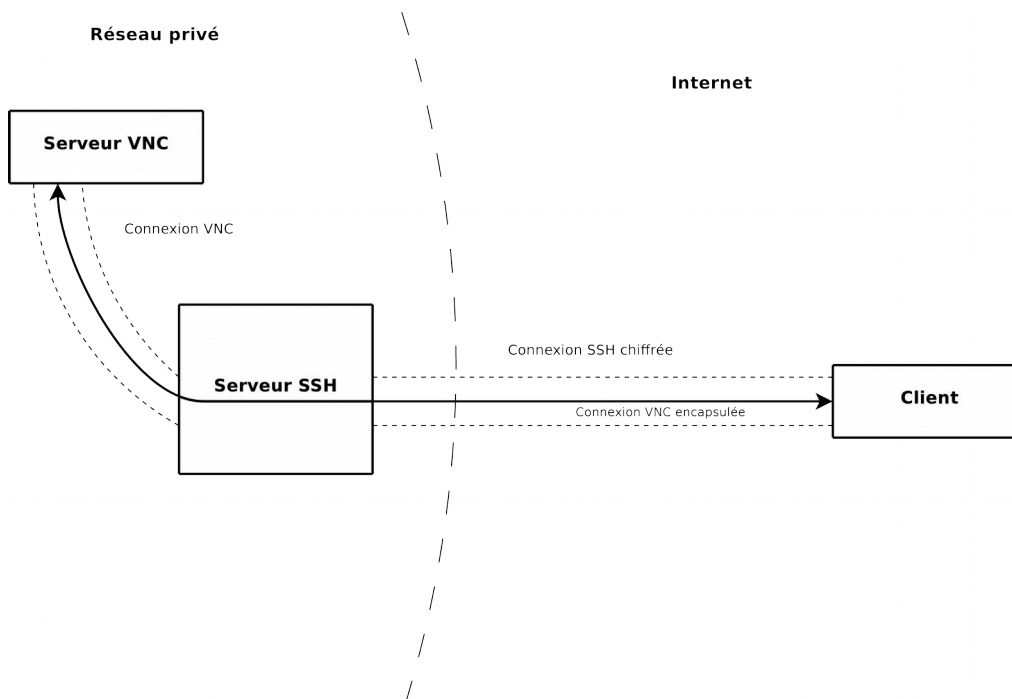 Réseau privé
Internet
Serveur VNC
Connexion VNC
Connexion SSH chiffrée
Serveur SSH
Client
Connexion VNC encapsulée